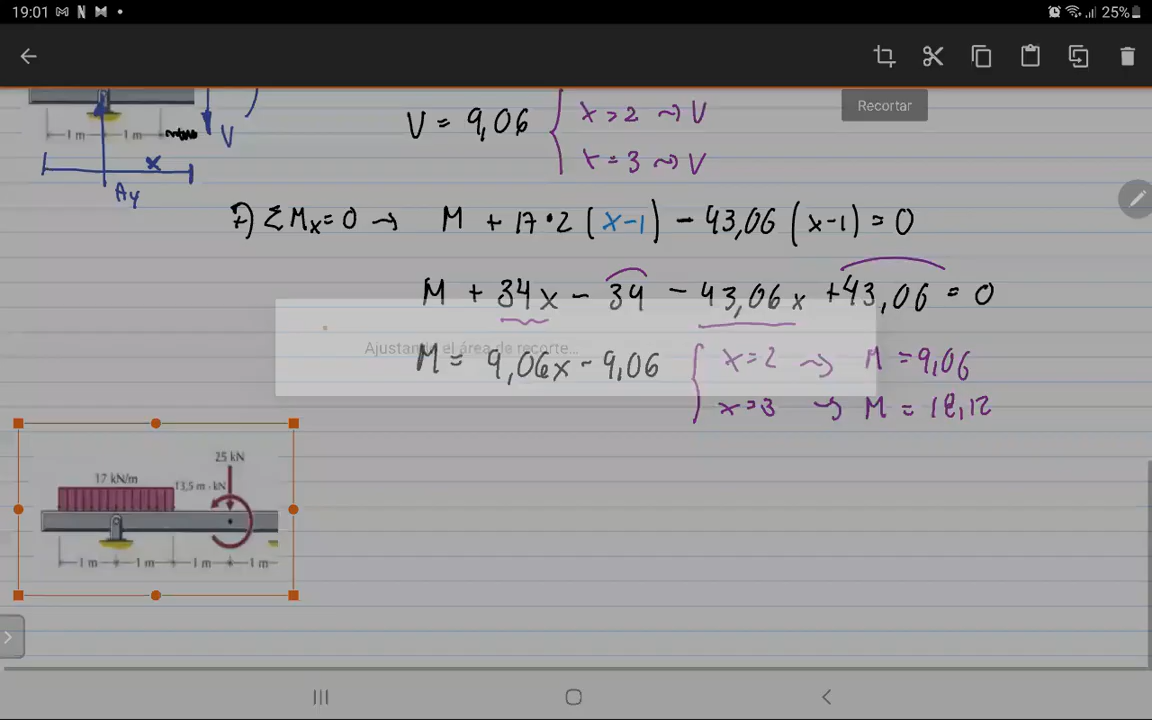 19:01 M N 25%
Recortar
1 m 1 m
V
x
Ay
V = 9,06 { x = 2 ⇝ V
x = 3 ⇝ V
+) ΣMx = 0 → M + 17 • 2 (x-1) - 43,06 (x-1) = 0
M + 34x - 34 - 43,06x + 43,06 = 0
Ajustando el área de recorte...
M = 9,06x - 9,06 { x = 2 ⇝ M = 9,06
x = 3 ⇝ M = 18,12
25 kN
17 kN/m 13,5 m · kN
1 m 1 m 1 m 1 m